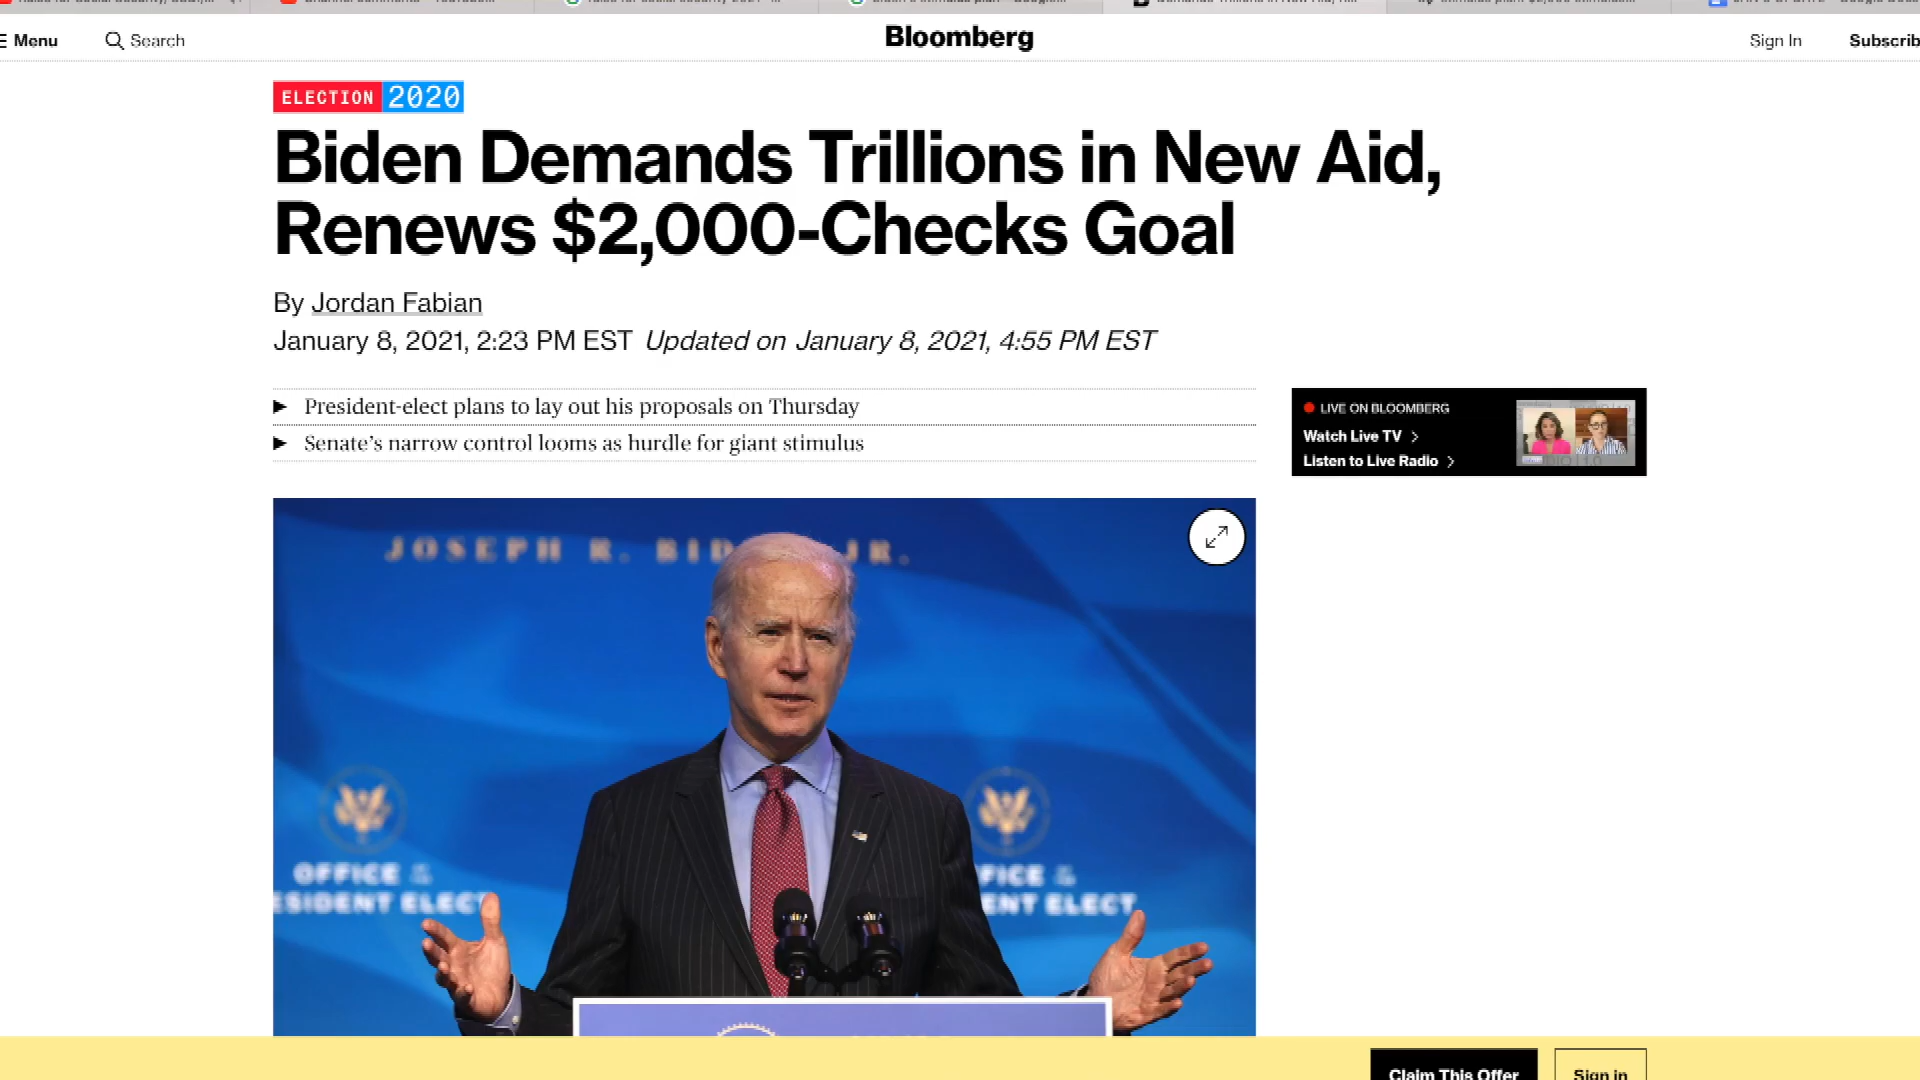 Menu
Search
Bloomberg
Sign In
Subscrib
ELECTION 2020
Biden Demands Trillions in New Aid,
Renews $2,000-Checks Goal
By Jordan Fabian
January 8, 2021, 2:23 PM EST Updated on January 8, 2021, 4:55 PM EST
President-elect plans to lay out his proposals on Thursday
Senate's narrow control looms as hurdle for giant stimulus
LIVE ON BLOOMBERG
Watch Live TV
Listen to Live Radio
JOSEPH R. BID JR.
OFFICE
ESIDENT ELECT
FFICE
ENT ELECT
Claim This Offer
Sign in